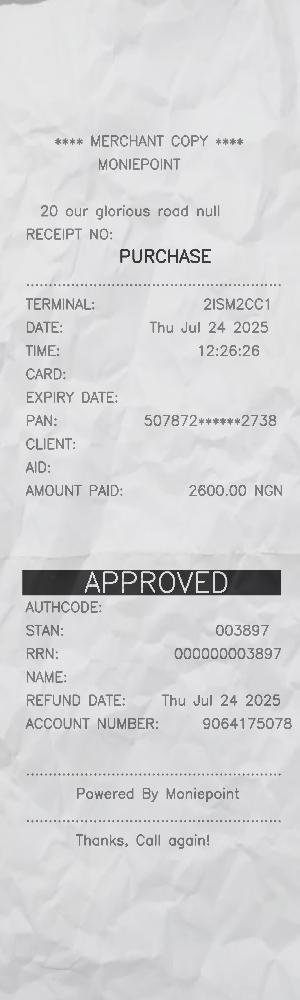 **** MERCHANT COPY ****
MONIEPOINT
20 our glorious road null
RECEIPT NO:
PURCHASE
TERMINAL: 2ISM2CC1
DATE: Thu Jul 24 2025
TIME: 12:26:26
CARD:
EXPIRY DATE:
PAN: 507872******2738
CLIENT:
AID:
AMOUNT PAID: 2600.00 NGN
APPROVED
AUTHCODE:
STAN: 003897
RRN: 000000003897
NAME:
REFUND DATE: Thu Jul 24 2025
ACCOUNT NUMBER: 9064175078
Powered By Moniepoint
Thanks, Call again!